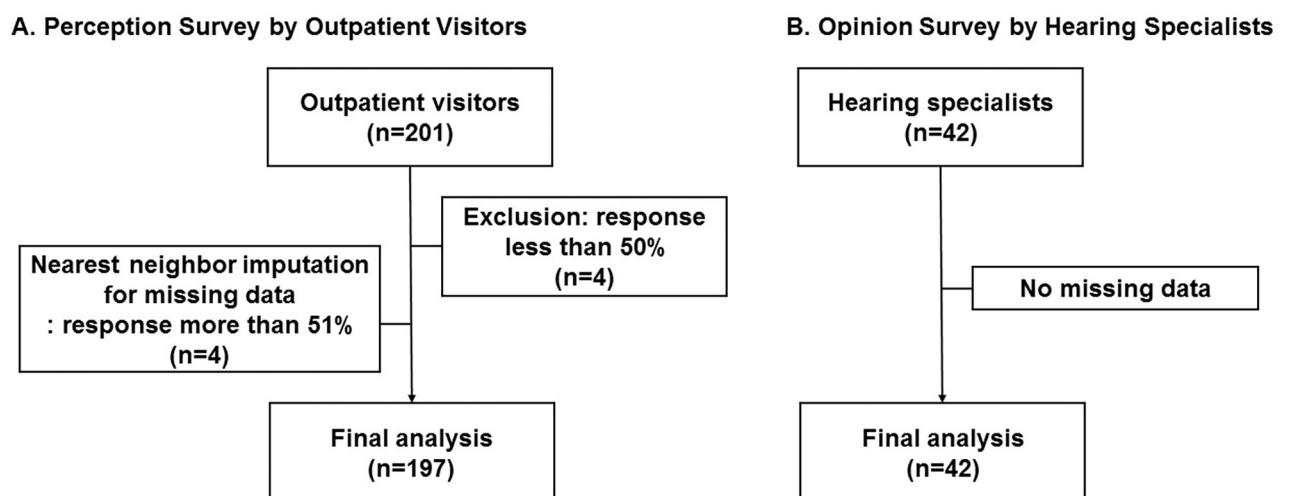 A. Perception Survey by Outpatient Visitors
Outpatient visitors
(n=201)
Exclusion: response
less than 50%
(n=4)
Nearest neighbor imputation
for missing data
: response more than 51%
(n=4)
Final analysis
(n=197)
B. Opinion Survey by Hearing Specialists
Hearing specialists
(n=42)
No missing data
Final analysis
(n=42)